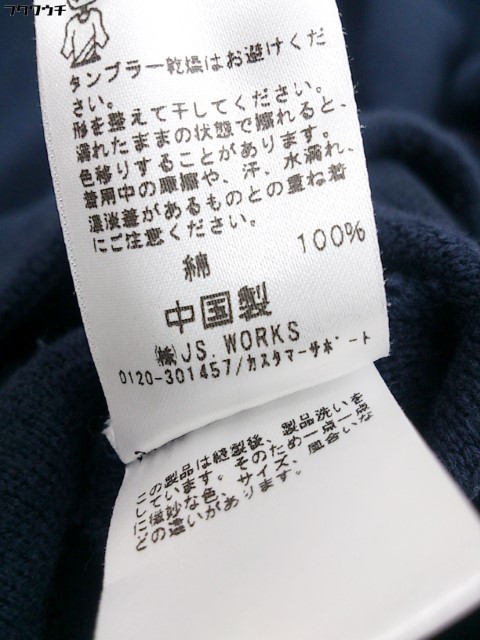 フタワウチ
タンブラー乾燥はお避けくだ
さい。
形を整えて干してください。
濡れたままの状態で擦れると、
色移りすることがあります。
着用中の摩擦や、汗、水濡れ、
濃淡差があるものとの重ね着
にご注意ください。
綿 100%
中国製
㈱JS. WORKS
0120-301457/カスタマーサポート
この製品は縫製後、製品洗いを
しています。そのため一点一点
に微妙な色、サイズ、風合いな
どの違いがあります。